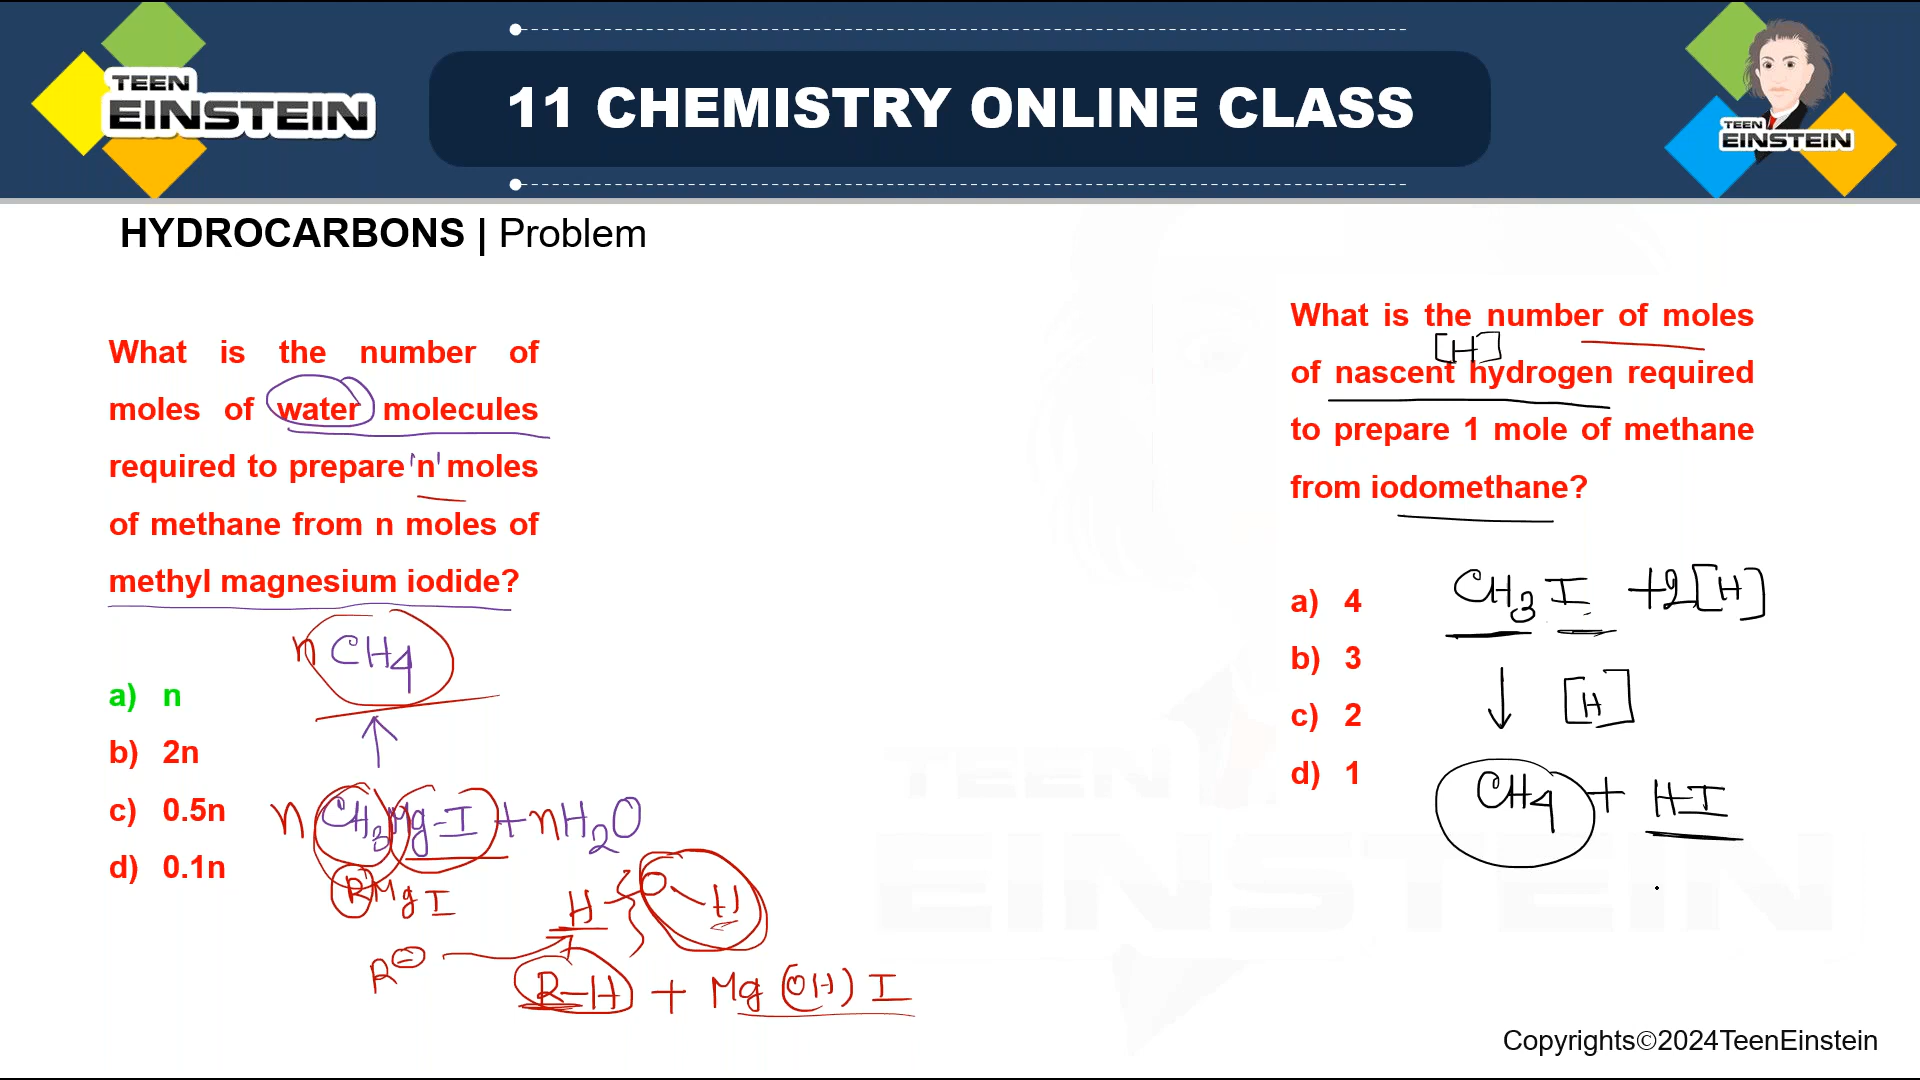 TEEN
EINSTEIN
11 CHEMISTRY ONLINE CLASS
TEEN
EINSTEIN
HYDROCARBONS | Problem
What is the number of
moles of water molecules
required to prepare 'n' moles
of methane from n moles of
methyl magnesium iodide?
n CH4
a) n
b) 2n
c) 0.5n
d) 0.1n
n CH3Mg-I + nH2O
RMgI
H O-H
R⊖
R-H + Mg(OH)I
What is the number of moles
[H]
of nascent hydrogen required
to prepare 1 mole of methane
from iodomethane?
a) 4
b) 3
c) 2
d) 1
CH3 I + 2[H]
↓ [H]
CH4 + H-I
TEEN
EINSTEIN
Copyrights©2024TeenEinstein